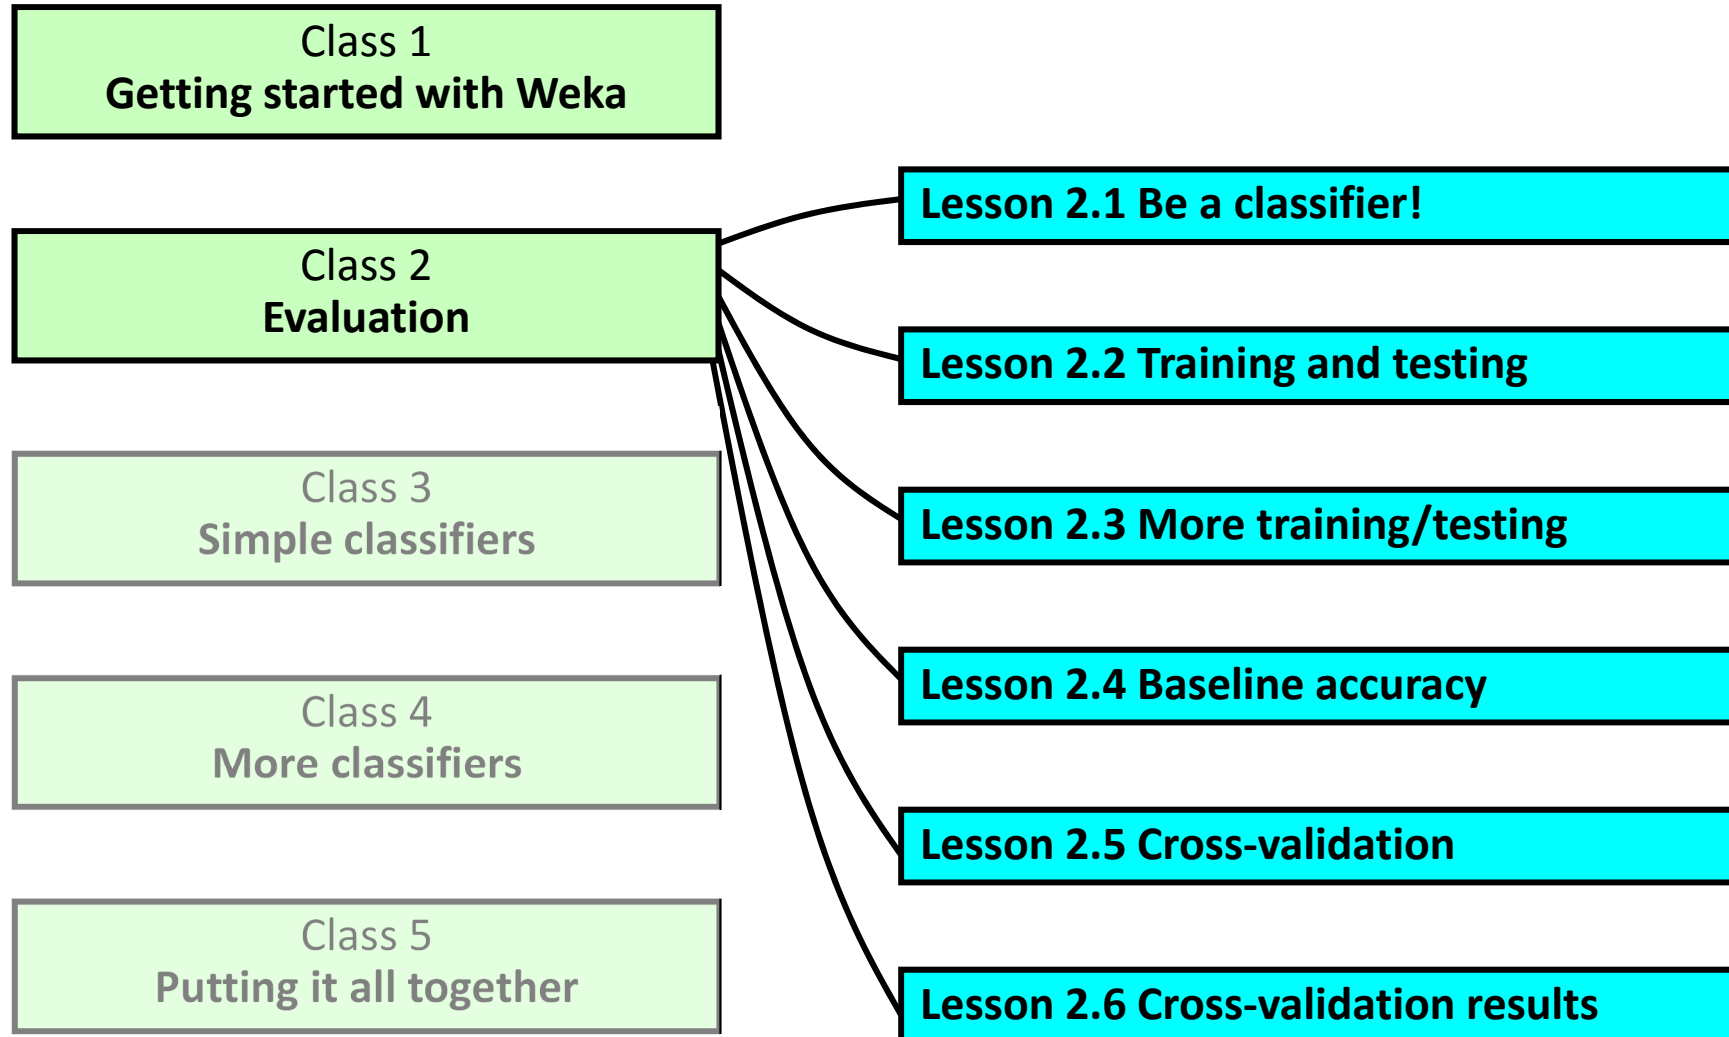 Class 1
Getting started with Weka
Class 2
Evaluation
Class 3
Simple classifiers
Class 4
More classifiers
Class 5
Putting it all together
Lesson 2.1 Be a classifier!
Lesson 2.2 Training and testing
Lesson 2.3 More training/testing
Lesson 2.4 Baseline accuracy
Lesson 2.5 Cross-validation
Lesson 2.6 Cross-validation results